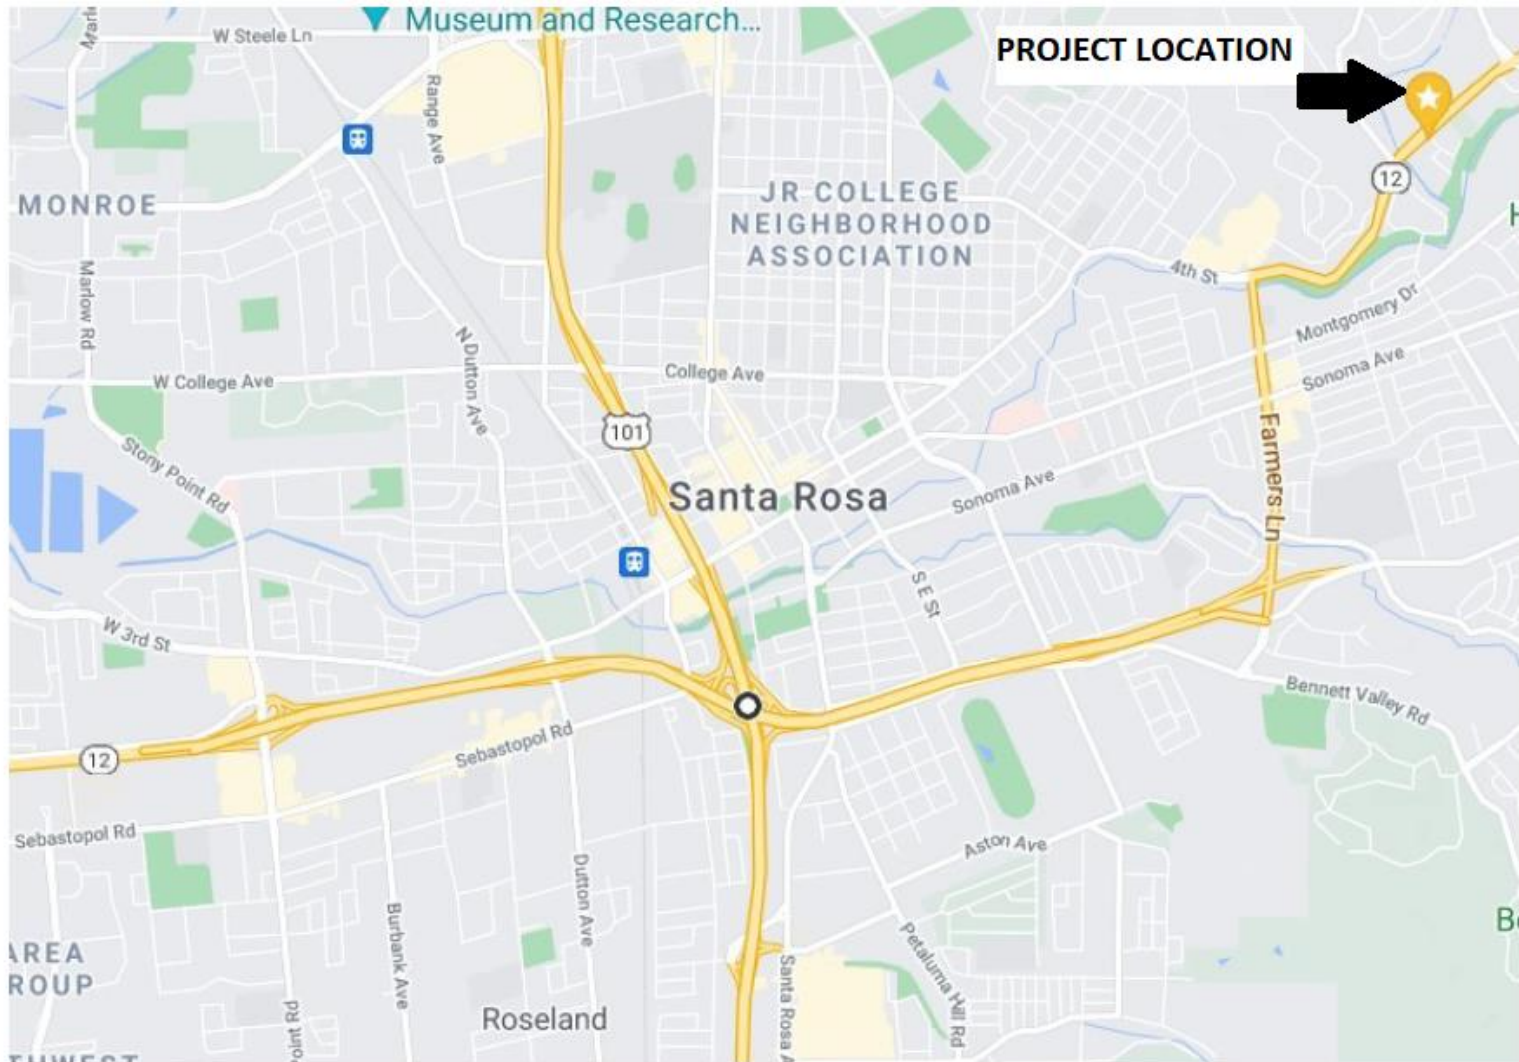 Museum and Research...
W Steele Ln
PROJECT LOCATION
Range Ave
12
MONROE
JR COLLEGE
NEIGHBORHOOD
ASSOCIATION
4th St
Marlow Rd
Montgomery Dr
N Dutton Ave
W College Ave
College Ave
Sonoma Ave
101
Farmers Ln
Stony Point Rd
Santa Rosa
Sonoma Ave
S E St
W 3rd St
Bennett Valley Rd
Sebastopol Rd
12
Sebastopol Rd
Aston Ave
Dutton Ave
Burbank Ave
Petaluma Hill Rd
AREA
ROUP
Santa Rosa A
Roseland
oint Rd